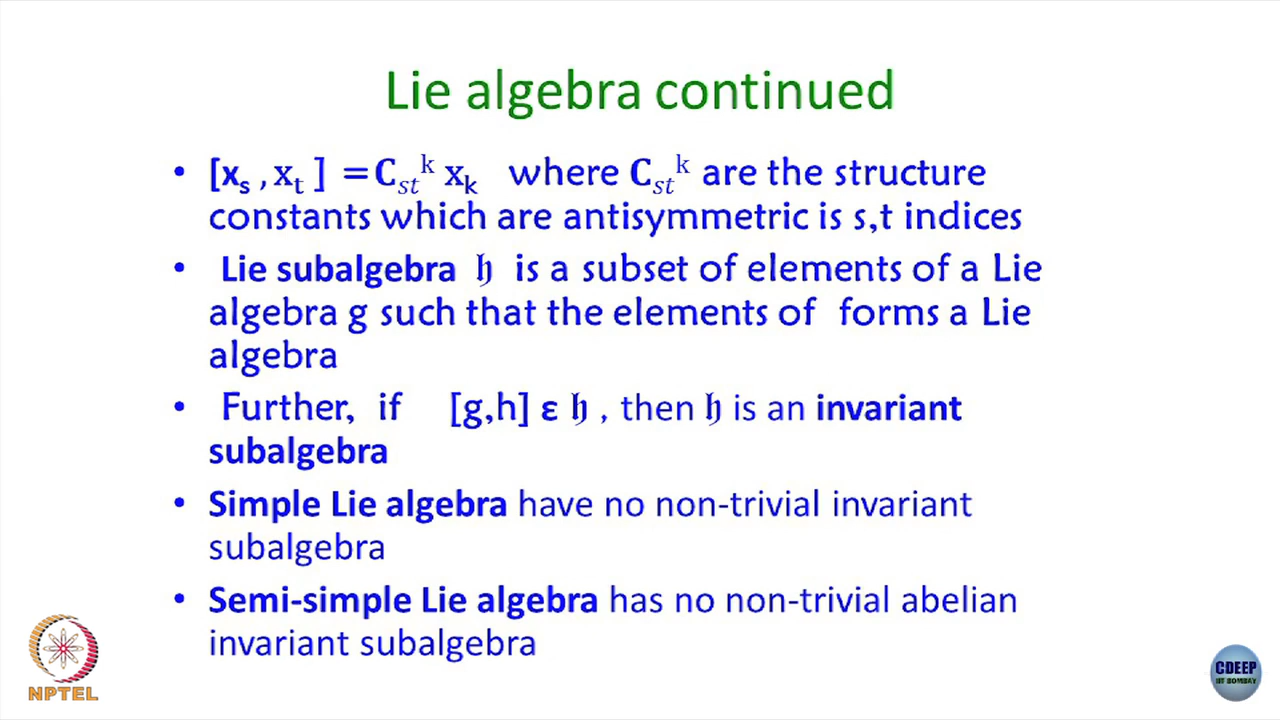 Lie algebra continued
• [xₛ ,xₜ ] =Cₛₜᵏ xₖ where Cₛₜᵏ are the structure
constants which are antisymmetric is s,t indices
• Lie subalgebra 𝔥 is a subset of elements of a Lie
algebra g such that the elements of forms a Lie
algebra
• Further, if [g,h] ε 𝔥 , then 𝔥 is an invariant
subalgebra
• Simple Lie algebra have no non-trivial invariant
subalgebra
• Semi-simple Lie algebra has no non-trivial abelian
invariant subalgebra
NPTEL
CDEEP
IIT BOMBAY